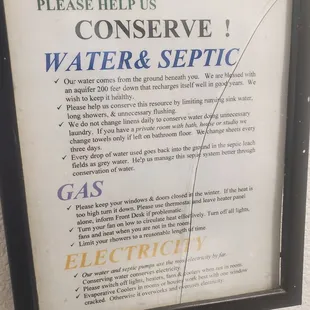 PLEASE HELP US
CONSERVE !
WATER& SEPTIC
Our water comes from the ground beneath you. We are blessed with
an aquifer 200 feet down that recharges itself well in good years. We
wish to keep it healthy.
Please help us conserve this resource by limiting running sink water,
long showers, & unnecessary flushing.
We do not change linens daily to conserve water doing unnecessary
laundry. If you have a private room with bath, hogan or studio we
change towels only if left on bathroom floor. We change sheets every
three days.
Every drop of water used goes back into the ground in the septic leach
fields as grey water. Help us manage this septic system better through
conservation of water.
GAS
Please keep your windows & doors closed in the winter. If the heat is
too high turn it down. Please use thermostat and leave heater panel
alone, inform Front Desk if problematic.
Turn your fan on low to circulate heat effectively. Turn off all lights,
fans and heat when you are not in the room.
Limit your showers to a reasonable length of time.
ELECTRICITY
Our water and septic pumps are the most electricity by far.
Conserving water conserves electricity.
Please switch off lights, heaters, fans & when not in room.
Evaporative Coolers in rooms or work best with one window
cracked. Otherwise it overworks and electricity.